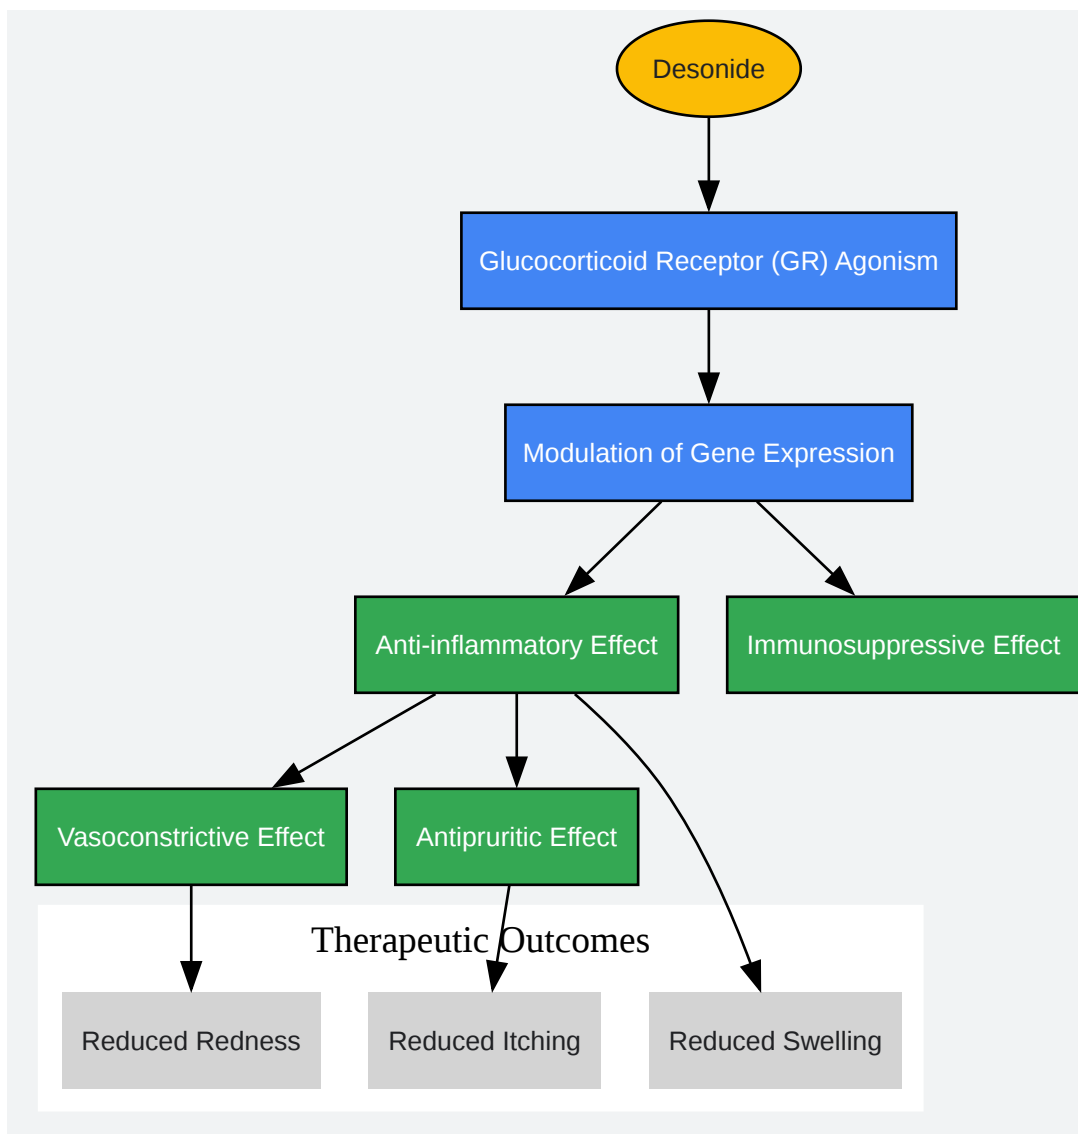 Desonide
Glucocorticoid Receptor (GR) Agonism
Modulation of Gene Expression
Anti-inflammatory Effect
Immunosuppressive Effect
Vasoconstrictive Effect
Antipruritic Effect
Therapeutic Outcomes
Reduced Redness
Reduced Itching
Reduced Swelling